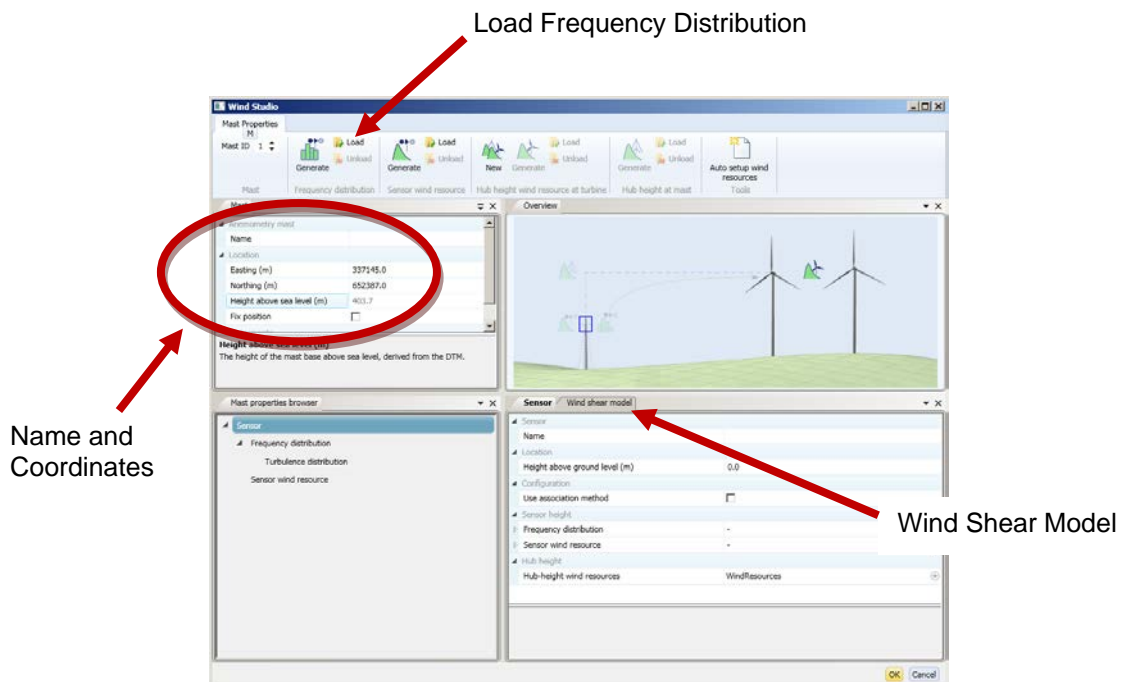 Load Frequency Distribution
Wind Studio
Mast Properties
M
Mast ID 1
Generate
Load
Unload
Generate
Load
Unload
New
Generate
Load
Unload
Generate
Load
Unload
Auto setup wind
resources
Mast
Frequency distribution
Sensor wind resource
Hub height wind resource at turbine
Hub height at mast
Tools
Overview
Anemometry mast
Name
Location
Easting (m) 337145.0
Northing (m) 652387.0
Height above sea level (m) 403.7
Fix position
Height above sea level (m)
The height of the mast base above sea level, derived from the DTM.
Name and
Coordinates
Mast properties browser
Sensor
Frequency distribution
Turbulence distribution
Sensor wind resource
Sensor
Wind shear model
Sensor
Name
Location
Height above ground level (m) 0.0
Configuration
Use association method
Sensor height
Frequency distribution -
Sensor wind resource -
Hub height
Hub-height wind resources WindResources
Wind Shear Model
OK
Cancel